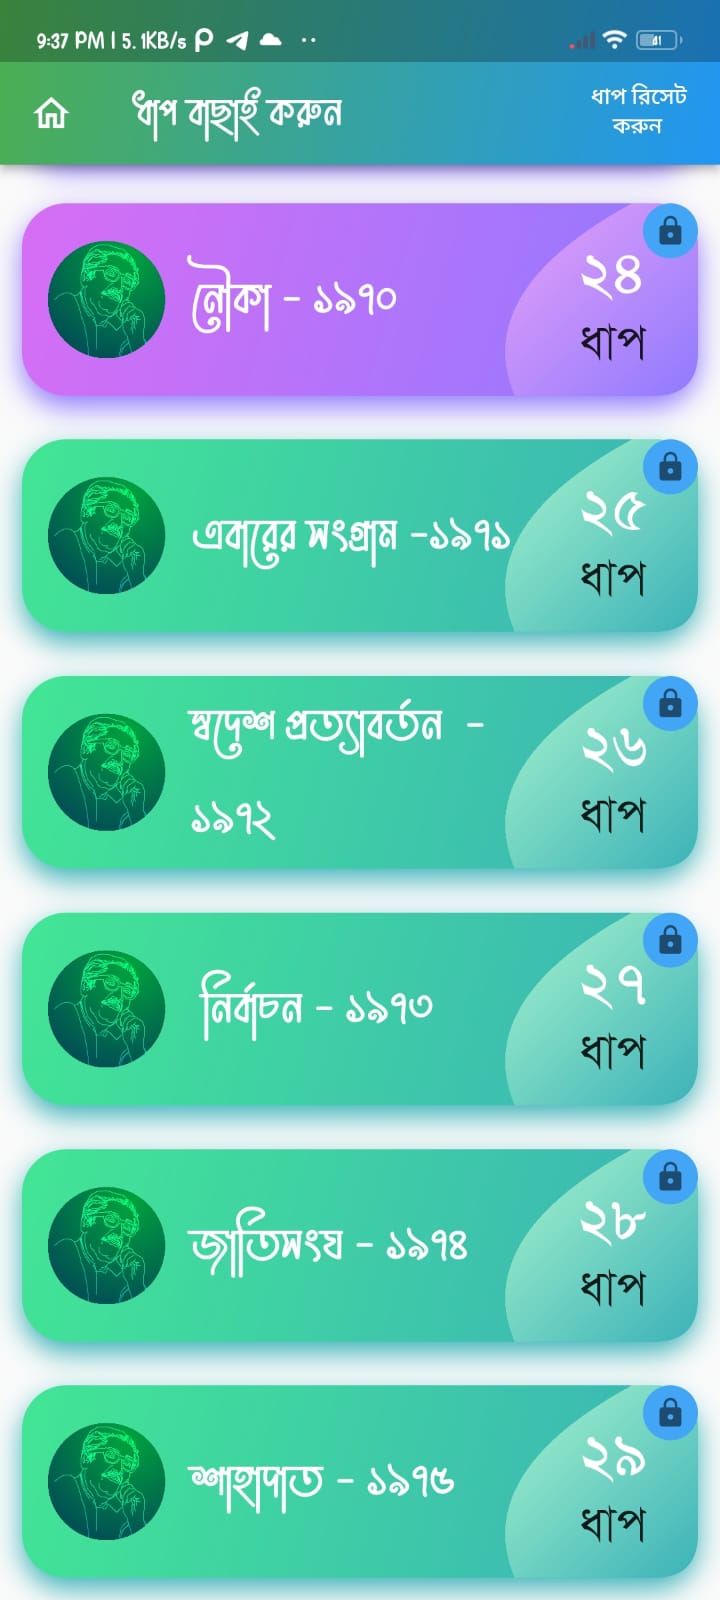 9:37 PM | 5.1KB/s
41
ধাপ বাছাই করুন
ধাপ রিসেট
করুন
নৌকা - ১৯৭০
২৪
ধাপ
এবারের সংগ্রাম -১৯৭১
২৫
ধাপ
স্বদেশ প্রত্যাবর্তন -
১৯৭২
২৬
ধাপ
নির্বাচন - ১৯৭৩
২৭
ধাপ
জাতিসংঘ - ১৯৭৪
২৮
ধাপ
শাহাদাত - ১৯৭৫
২৯
ধাপ